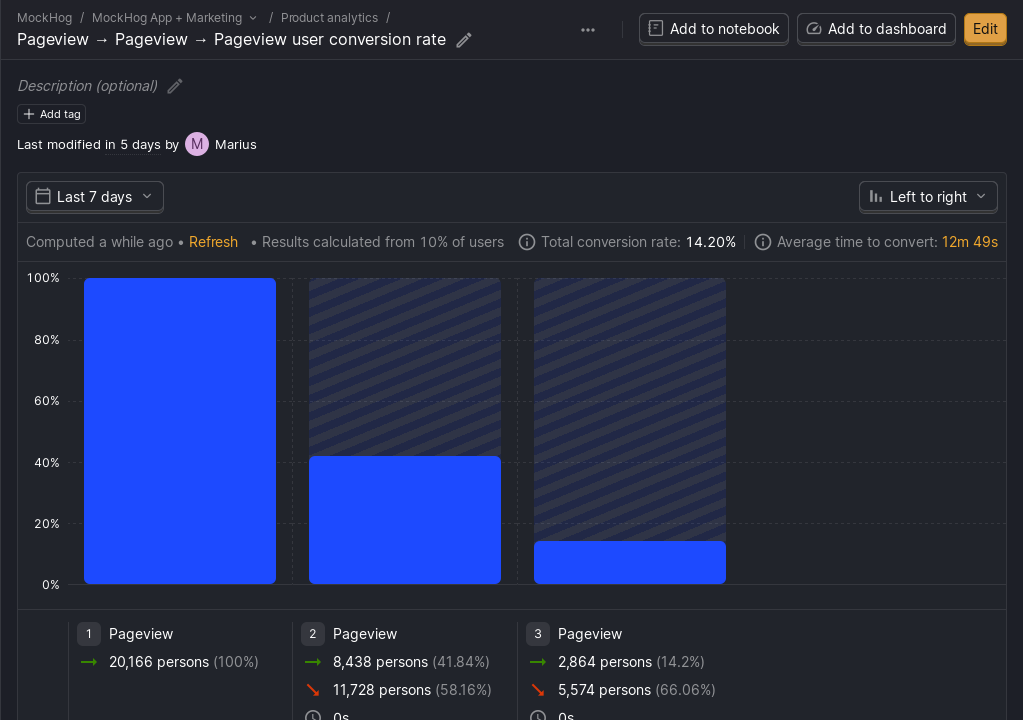 MockHog / MockHog App + Marketing / Product analytics /
Pageview → Pageview → Pageview user conversion rate
Add to notebook
Add to dashboard
Edit
Description (optional)
Add tag
Last modified in 5 days by M Marius
Last 7 days
Left to right
Computed a while ago • Refresh • Results calculated from 10% of users
Total conversion rate: 14.20%
Average time to convert: 12m 49s
100%
80%
60%
40%
20%
0%
1 Pageview
20,166 persons (100%)
2 Pageview
8,438 persons (41.84%)
11,728 persons (58.16%)
0s
3 Pageview
2,864 persons (14.2%)
5,574 persons (66.06%)
0s